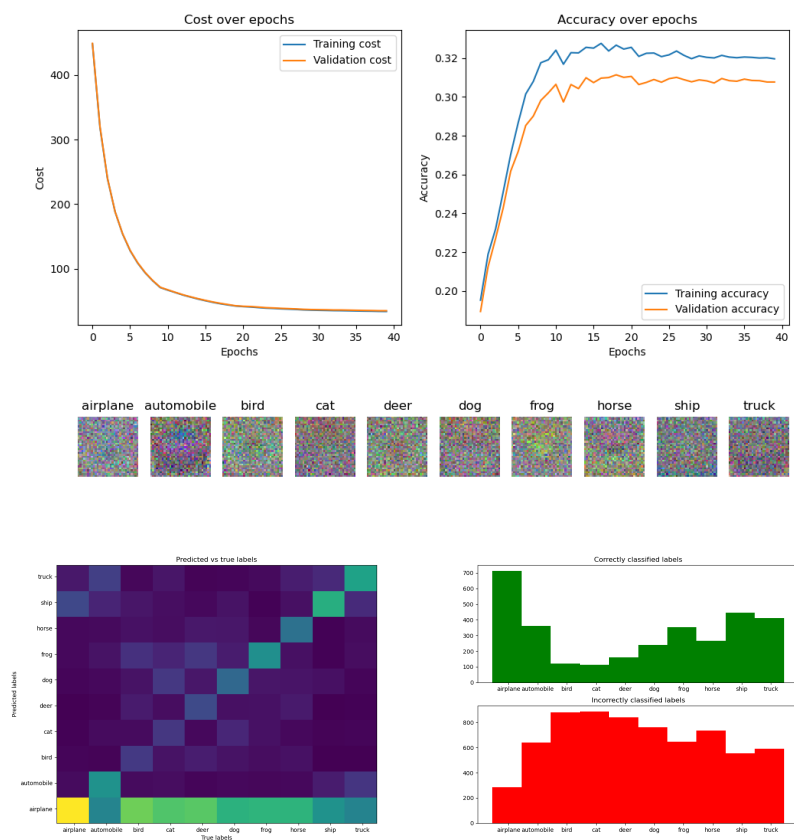 Cost over epochs
Training cost
Validation cost
400
300
200
100
Cost
0 5 10 15 20 25 30 35 40
Epochs
Accuracy over epochs
0.32
0.30
0.28
0.26
0.24
0.22
0.20
Accuracy
Training accuracy
Validation accuracy
0 5 10 15 20 25 30 35 40
Epochs
airplane automobile bird cat deer dog frog horse ship truck
Predicted vs true labels
truck
ship
horse
frog
dog
deer
cat
bird
automobile
airplane
Predicted labels
airplane automobile bird cat deer dog frog horse ship truck
True labels
Correctly classified labels
700
600
500
400
300
200
100
0
airplane automobile bird cat deer dog frog horse ship truck
Incorrectly classified labels
800
600
400
200
0
airplane automobile bird cat deer dog frog horse ship truck